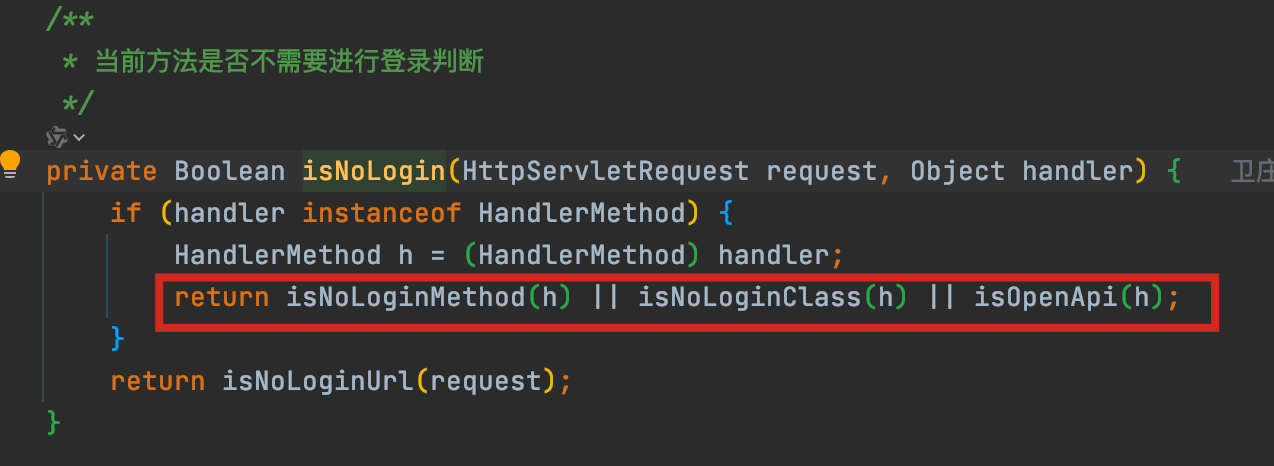 /**
* 当前方法是否不需要进行登录判断
*/
private Boolean isNoLogin(HttpServletRequest request, Object handler) { 卫庄
if (handler instanceof HandlerMethod) {
HandlerMethod h = (HandlerMethod) handler;
return isNoLoginMethod(h) || isNoLoginClass(h) || isOpenApi(h);
}
return isNoLoginUrl(request);
}